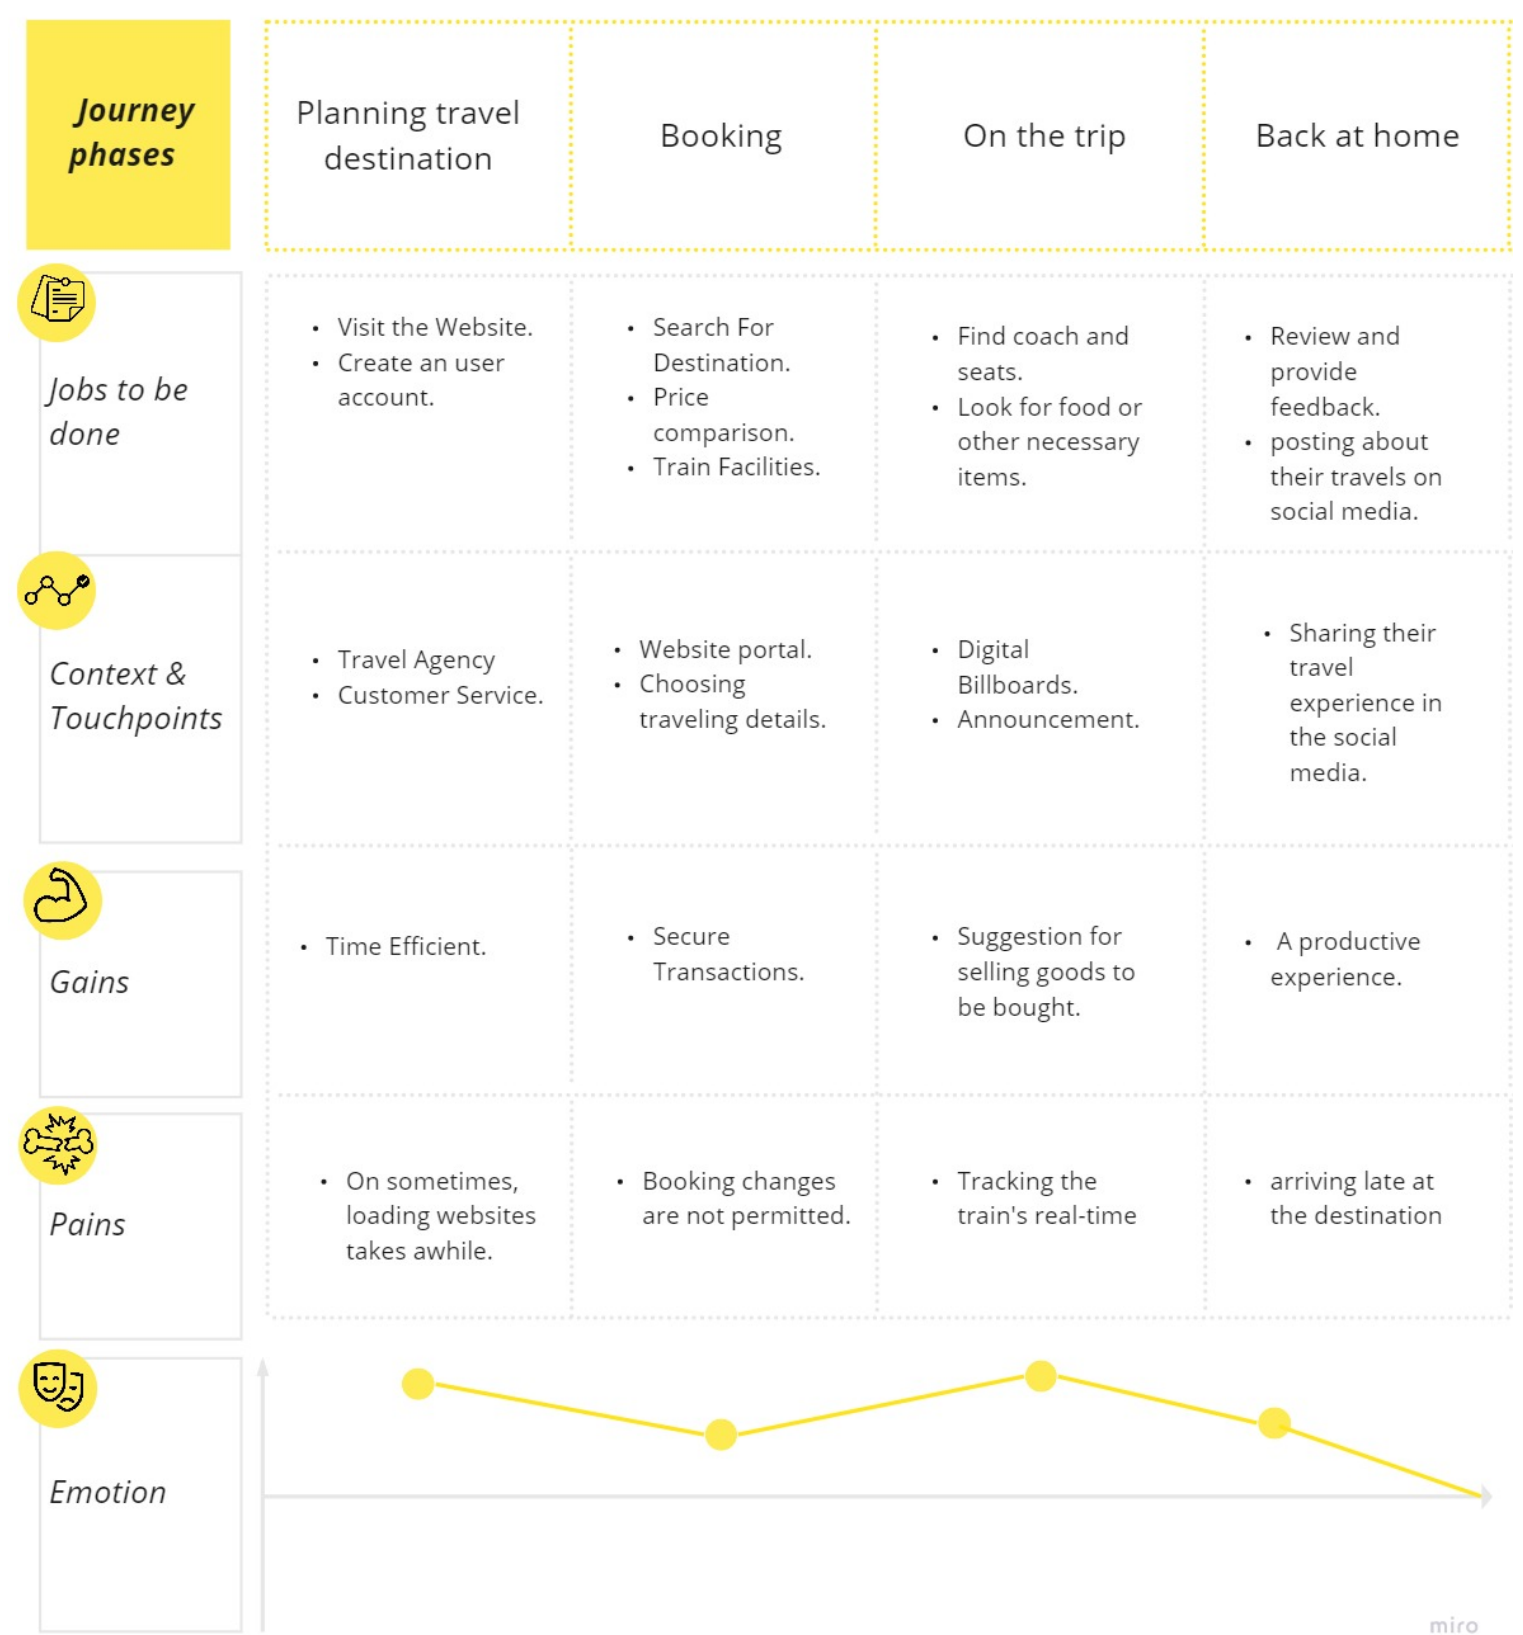 Journey
phases
Planning travel
destination
Booking
On the trip
Back at home
Jobs to be
done
• Visit the Website.
• Create an user
account.
• Search For
Destination.
• Price
comparison.
• Train Facilities.
• Find coach and
seats.
• Look for food or
other necessary
items.
• Review and
provide
feedback.
• posting about
their travels on
social media.
Context &
Touchpoints
• Travel Agency
• Customer Service.
• Website portal.
• Choosing
traveling details.
• Digital
Billboards.
• Announcement.
• Sharing their
travel
experience in
the social
media.
Gains
• Time Efficient.
• Secure
Transactions.
• Suggestion for
selling goods to
be bought.
• A productive
experience.
Pains
• On sometimes,
loading websites
takes awhile.
• Booking changes
are not permitted.
• Tracking the
train's real-time
• arriving late at
the destination
Emotion
miro